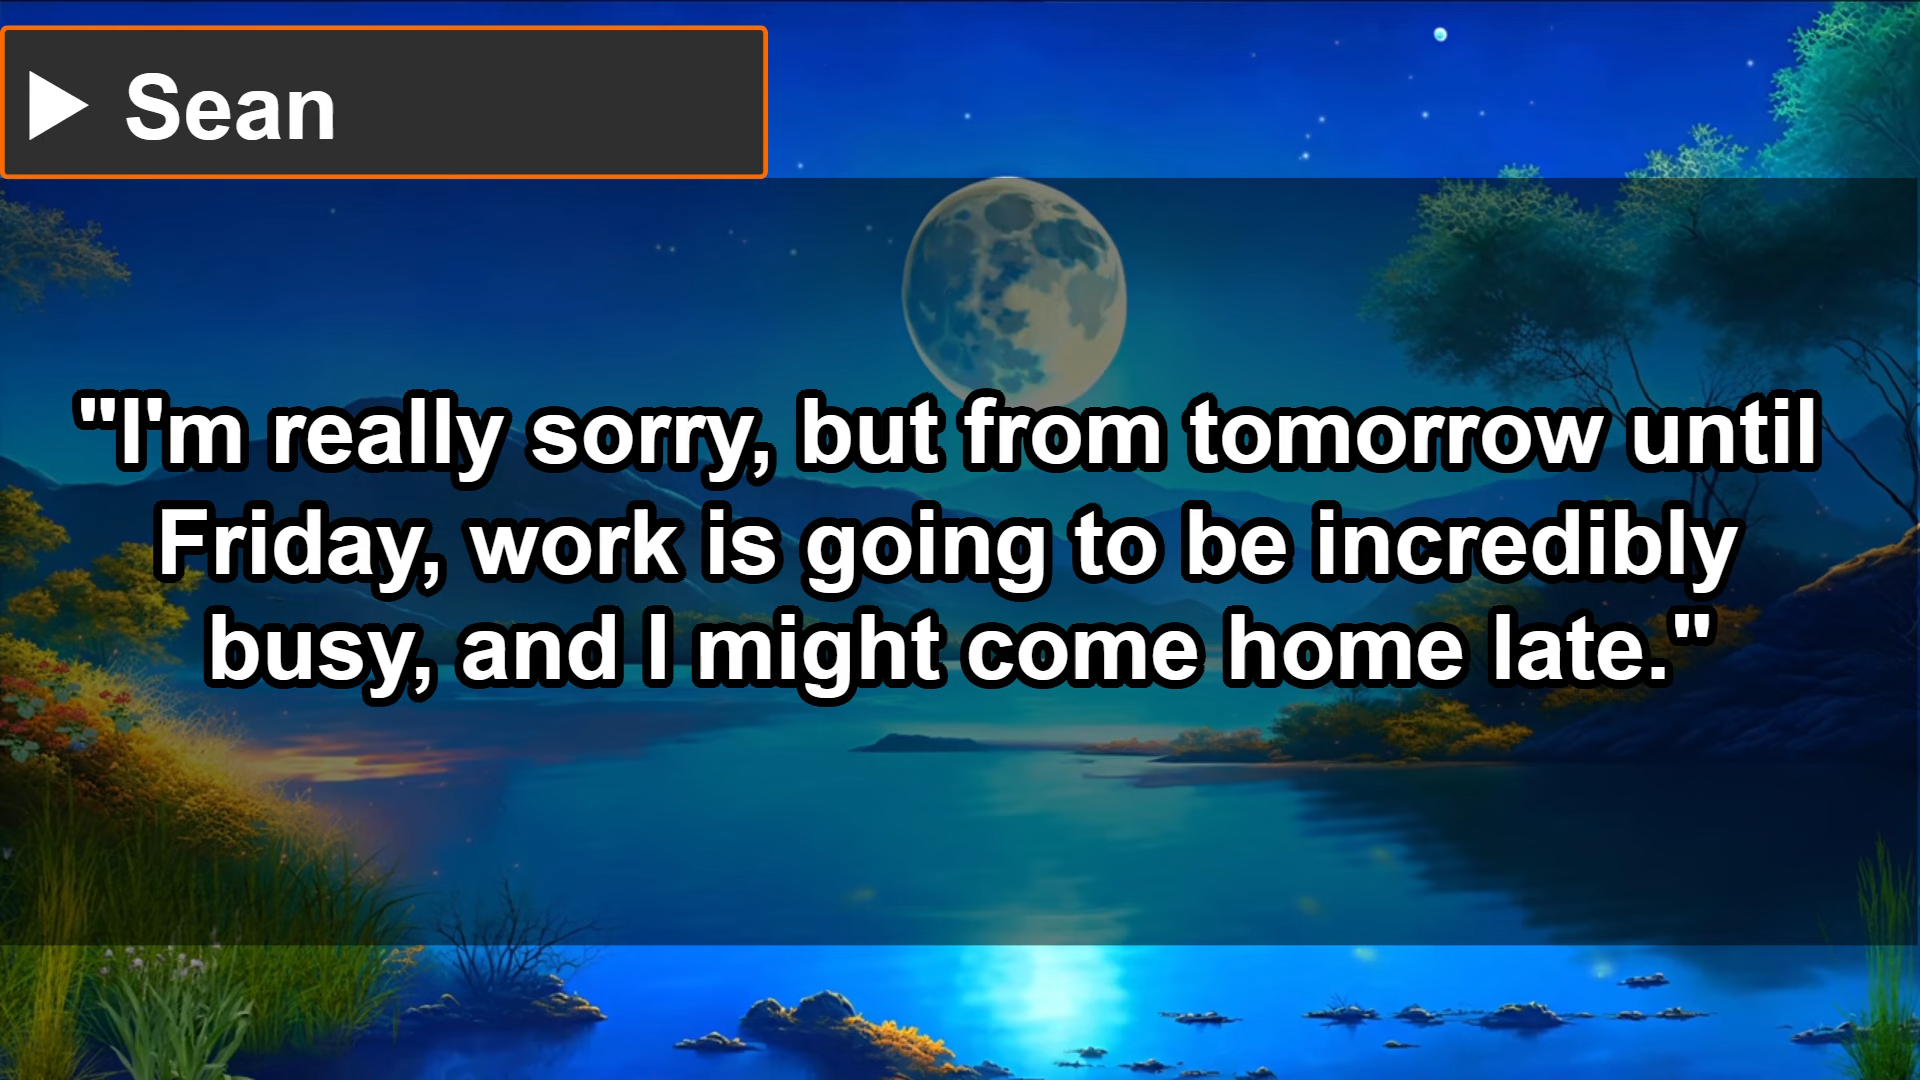 Sean
"I'm really sorry, but from tomorrow until
Friday, work is going to be incredibly
busy, and I might come home late."